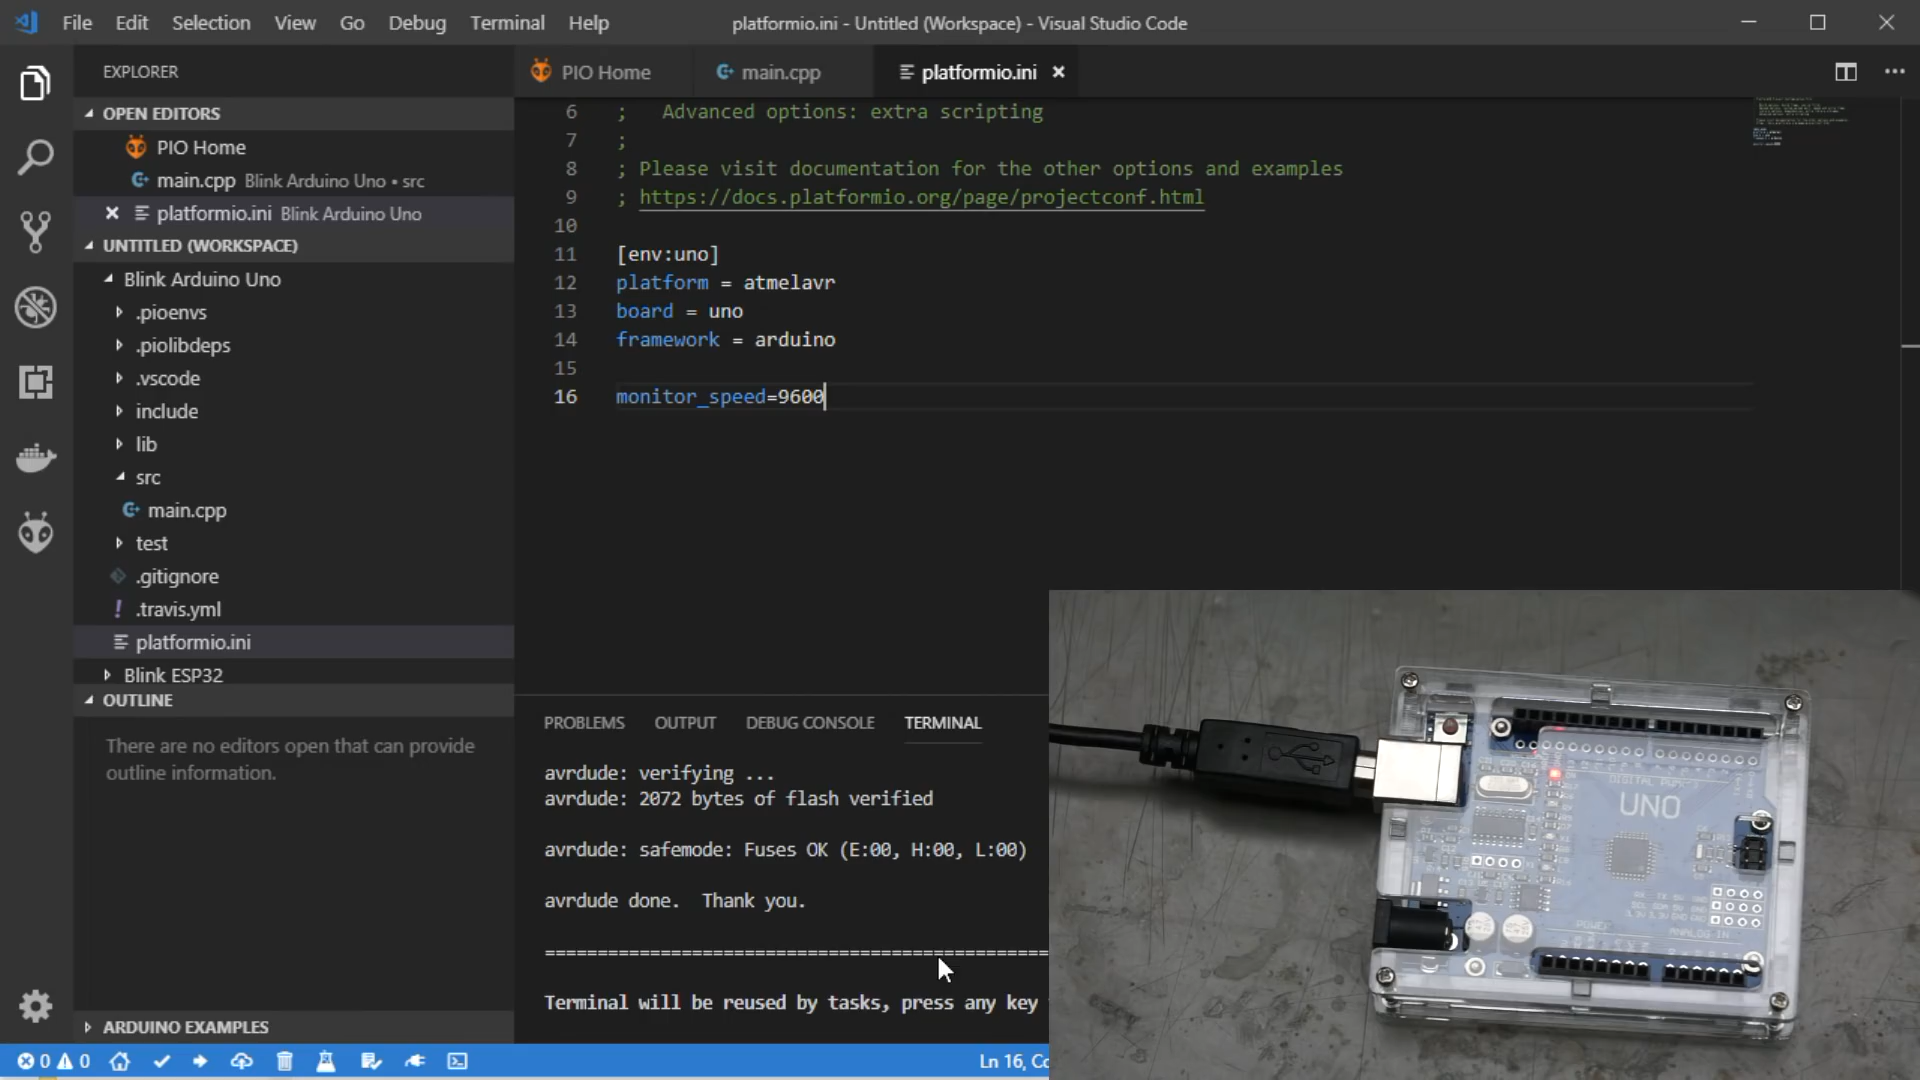 File Edit Selection View Go Debug Terminal Help
platformio.ini - Untitled (Workspace) - Visual Studio Code
EXPLORER
OPEN EDITORS
PIO Home
main.cpp Blink Arduino Uno • src
platformio.ini Blink Arduino Uno
UNTITLED (WORKSPACE)
Blink Arduino Uno
.pioenvs
.piolibdeps
.vscode
include
lib
src
main.cpp
test
.gitignore
.travis.yml
platformio.ini
Blink ESP32
OUTLINE
There are no editors open that can provide
outline information.
ARDUINO EXAMPLES
PIO Home main.cpp platformio.ini
6 ; Advanced options: extra scripting
7 ;
8 ; Please visit documentation for the other options and examples
9 ; https://docs.platformio.org/page/projectconf.html
10
11 [env:uno]
12 platform = atmelavr
13 board = uno
14 framework = arduino
15
16 monitor_speed=9600
PROBLEMS OUTPUT DEBUG CONSOLE TERMINAL
avrdude: verifying ...
avrdude: 2072 bytes of flash verified
avrdude: safemode: Fuses OK (E:00, H:00, L:00)
avrdude done. Thank you.
================================================
Terminal will be reused by tasks, press any key
0 0
Ln 16, Co
DIGITAL PWM
UNO
POWER
ANALOG IN